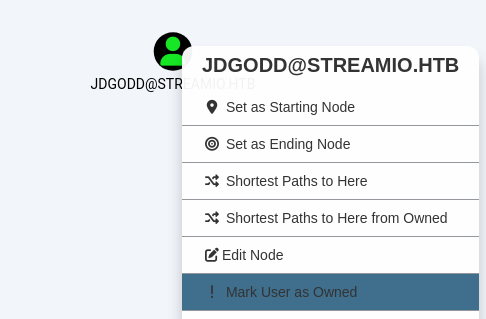 JDGODD@STREAMIO.HTB
JDGODD@STREAMIO.HTB
Set as Starting Node
Set as Ending Node
Shortest Paths to Here
Shortest Paths to Here from Owned
Edit Node
! Mark User as Owned